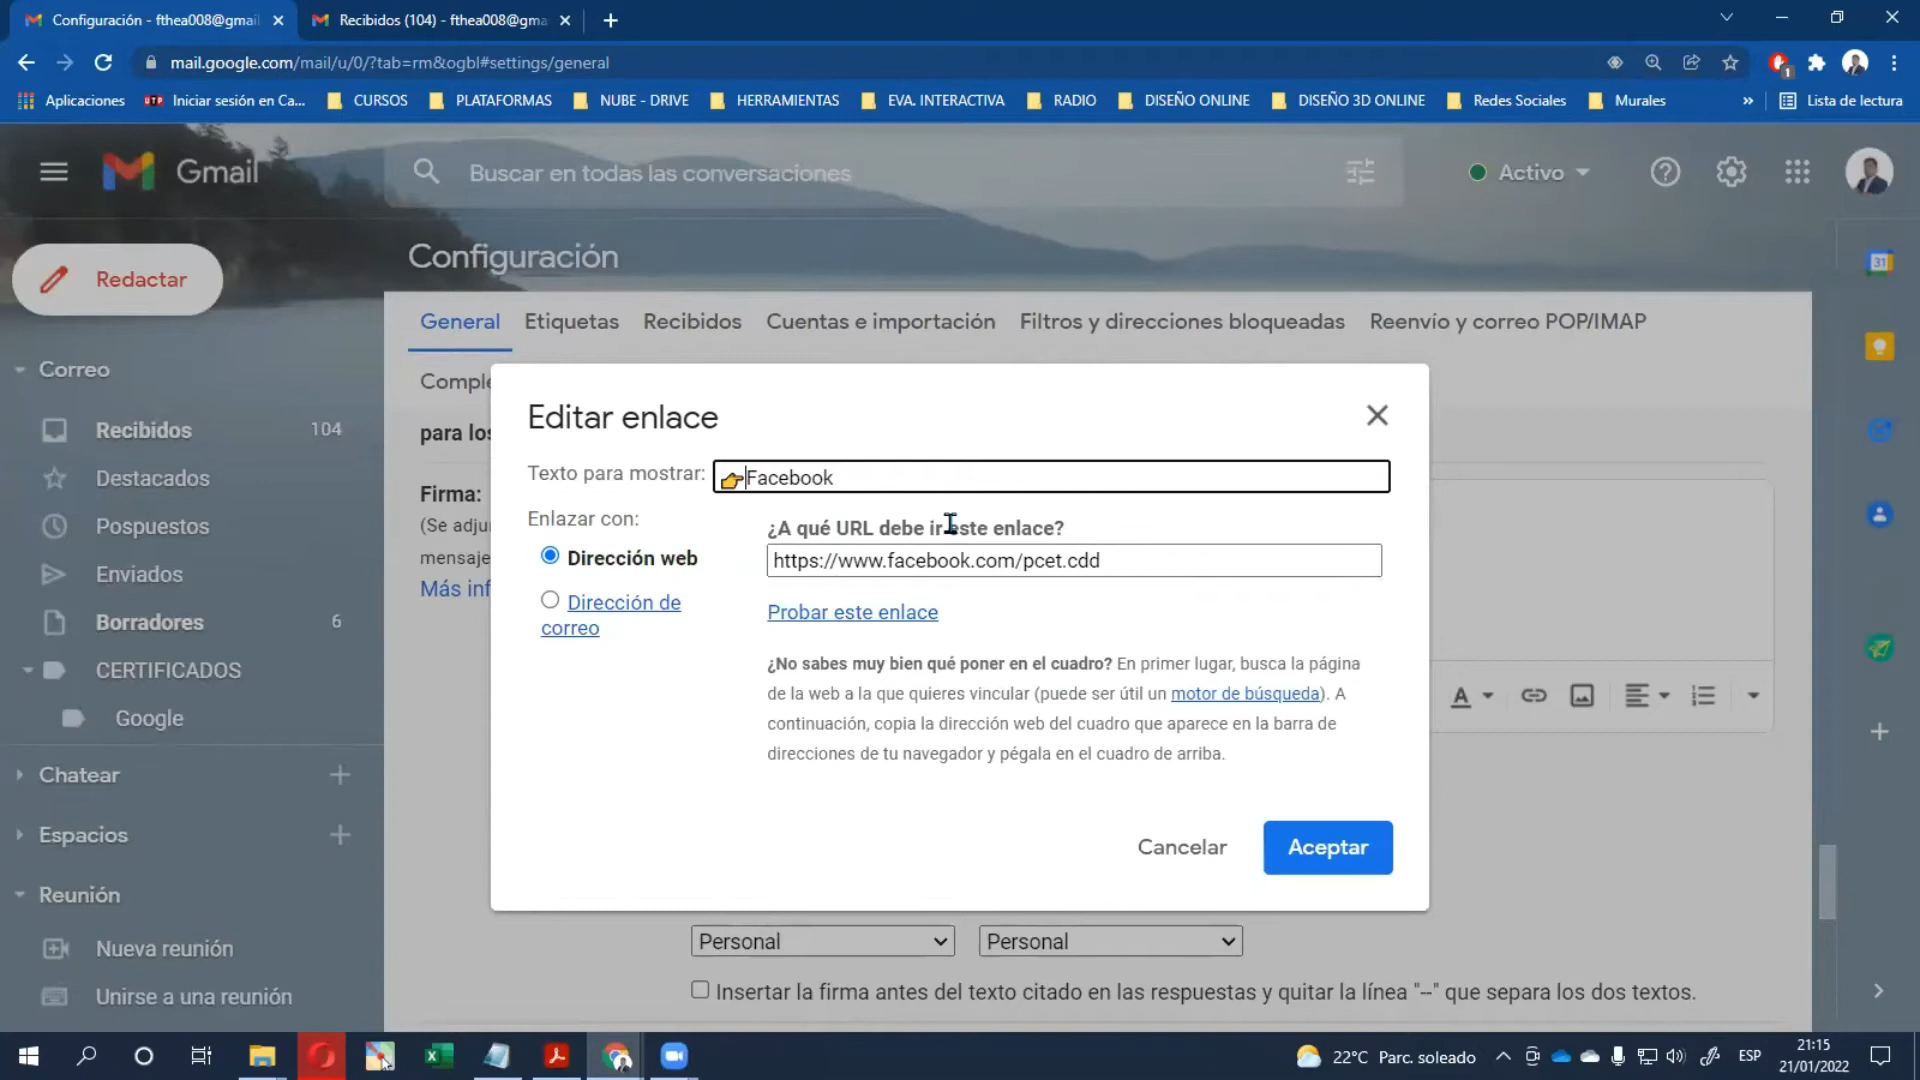 Configuración - fthea008@gmai
Recibidos (104) - fthea008@gma
mail.google.com/mail/u/0/?tab=rm&ogbl#settings/general
1
Aplicaciones
UTP
Iniciar sesión en Ca...
CURSOS
PLATAFORMAS
NUBE - DRIVE
HERRAMIENTAS
EVA. INTERACTIVA
RADIO
DISEÑO ONLINE
DISEÑO 3D ONLINE
Redes Sociales
Murales
»
Lista de lectura
Gmail
Buscar en todas las conversaciones
Activo
Redactar
Configuración
General
Etiquetas
Recibidos
Cuentas e importación
Filtros y direcciones bloqueadas
Reenvío y correo POP/IMAP
Correo
Recibidos 104
Destacados
Pospuestos
Enviados
Borradores 6
CERTIFICADOS
Google
Chatear
Espacios
Reunión
Nueva reunión
Unirse a una reunión
Comple
para los
Firma:
(Se adju
mensaje
Más inf
Editar enlace
Texto para mostrar: 👉Facebook
Enlazar con:
Dirección web
Dirección de
correo
¿A qué URL debe ir este enlace?
https://www.facebook.com/pcet.cdd
Probar este enlace
¿No sabes muy bien qué poner en el cuadro? En primer lugar, busca la página
de la web a la que quieres vincular (puede ser útil un motor de búsqueda). A
continuación, copia la dirección web del cuadro que aparece en la barra de
direcciones de tu navegador y pégala en el cuadro de arriba.
Cancelar
Aceptar
A
Personal
Personal
Insertar la firma antes del texto citado en las respuestas y quitar la línea "--" que separa los dos textos.
31
22°C Parc. soleado
ESP
21:15
21/01/2022